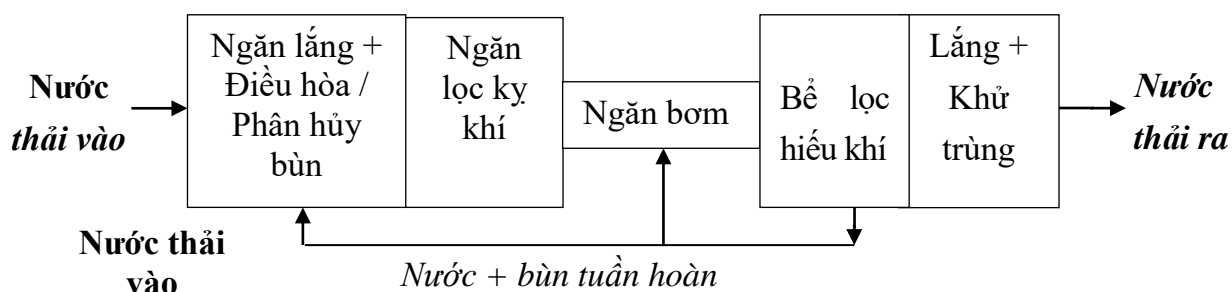 Nước
thải vào
Ngăn lắng +
Điều hòa /
Phân hủy
bùn
Ngăn
lọc kỵ
khí
Ngăn bơm
Bể lọc
hiếu khí
Lắng +
Khử
trùng
Nước
thải ra
Nước thải
vào
Nước + bùn tuần hoàn